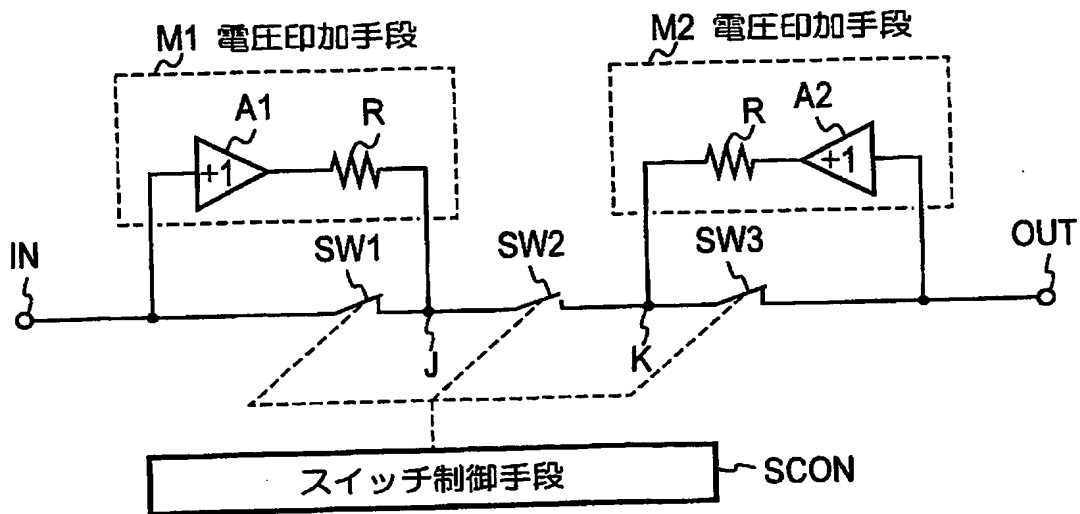 M1 電圧印加手段
M2 電圧印加手段
A1
R
R
A2
+1
+1
IN
SW1
SW2
SW3
OUT
J
K
スイッチ制御手段
SCON